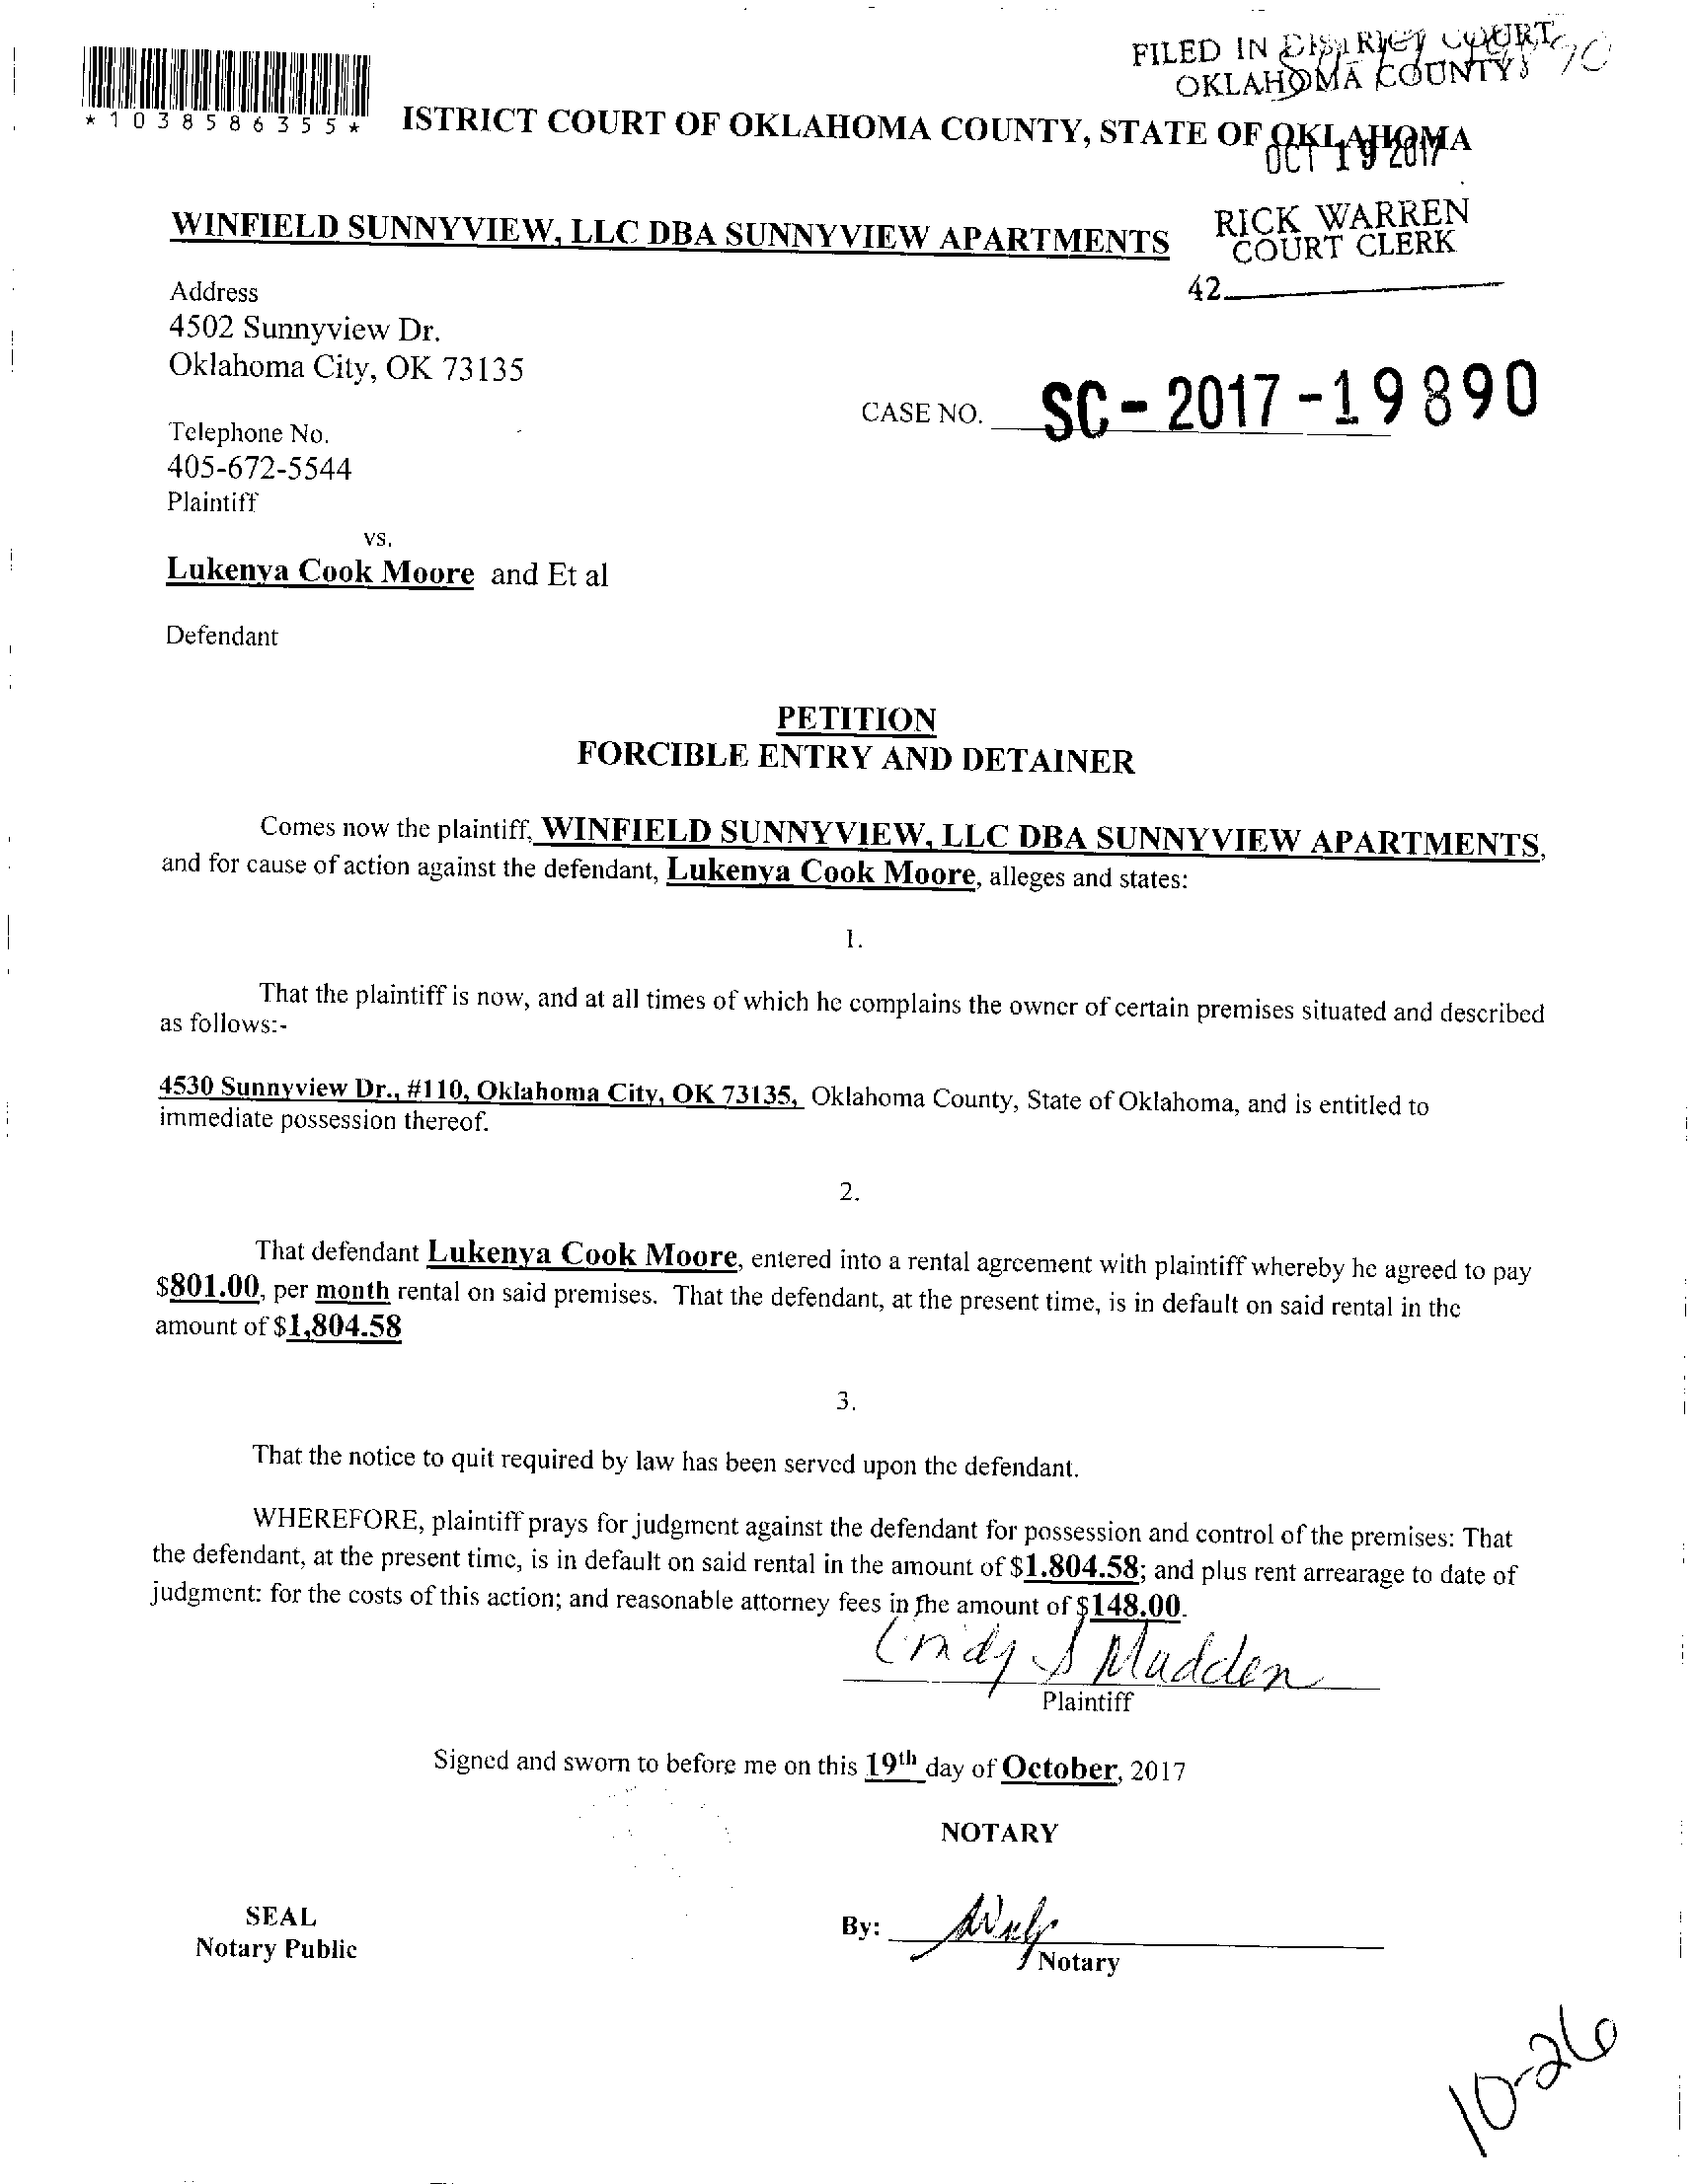 FILED IN DISTRICT COURT
OKLAHOMA COUNTY
*1038586355*
ISTRICT COURT OF OKLAHOMA COUNTY, STATE OF OKLAHOMA
OCT 19 2017
WINFIELD SUNNYVIEW, LLC DBA SUNNYVIEW APARTMENTS
RICK WARREN
COURT CLERK
42
Address
4502 Sunnyview Dr.
Oklahoma City, OK 73135
CASE NO. SC-2017-19890
Telephone No.
405-672-5544
Plaintiff
vs.
Lukenya Cook Moore and Et al
Defendant
PETITION
FORCIBLE ENTRY AND DETAINER
Comes now the plaintiff, WINFIELD SUNNYVIEW, LLC DBA SUNNYVIEW APARTMENTS,
and for cause of action against the defendant, Lukenya Cook Moore, alleges and states:
1.
That the plaintiff is now, and at all times of which he complains the owner of certain premises situated and described
as follows:-
4530 Sunnyview Dr., #110, Oklahoma City, OK 73135, Oklahoma County, State of Oklahoma, and is entitled to
immediate possession thereof.
2.
That defendant Lukenya Cook Moore, entered into a rental agreement with plaintiff whereby he agreed to pay
$801.00, per month rental on said premises. That the defendant, at the present time, is in default on said rental in the
amount of $1,804.58
3.
That the notice to quit required by law has been served upon the defendant.
WHEREFORE, plaintiff prays for judgment against the defendant for possession and control of the premises: That
the defendant, at the present time, is in default on said rental in the amount of $1.804.58; and plus rent arrearage to date of
judgment: for the costs of this action; and reasonable attorney fees in the amount of $148.00.
Cindy S Madden
Plaintiff
Signed and sworn to before me on this 19th day of October, 2017
NOTARY
SEAL
Notary Public
By:
Notary
10-26